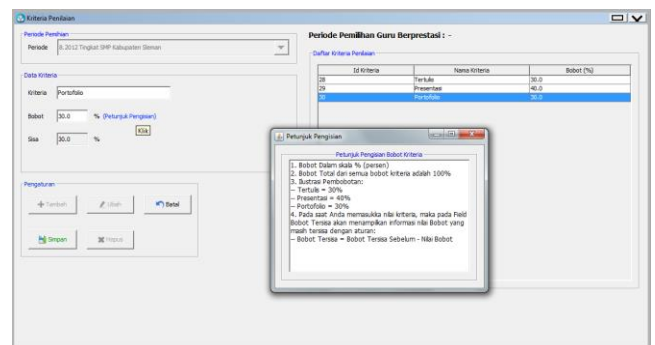 Kriteria Penilaian
Periode Pemilihan
Periode 8. 2012 Tingkat SMP Kabupaten Sleman
Data Kriteria
Kriteria Portofolio
Bobot 30.0 % (Petunjuk Pengisian)
Klik
Sisa 30.0 %
Pengaturan
Tambah Ubah Batal
Simpan Hapus
Periode Pemilihan Guru Berprestasi : -
Daftar Kriteria Penilaian
Id Kriteria Nama Kriteria Bobot (%)
28 Tertulis 30.0
29 Presentasi 40.0
30 Portofolio 30.0
Petunjuk Pengisian
Petunjuk Pengisian Bobot Kriteria
1. Bobot Dalam skala % (persen)
2. Bobot Total dari semua bobot kriteria adalah 100%
3. Ilustrasi Pembobotan:
-- Tertulis = 30%
-- Presentasi = 40%
-- Portofolio = 30%
4. Pada saat Anda memasukka nilai kriteria, maka pada Field
Bobot Tersisa akan menampilkan informasi nilai Bobot yang
masih tersisa dengan aturan:
-- Bobot Tersisa = Bobot Tersisa Sebelum - Nilai Bobot